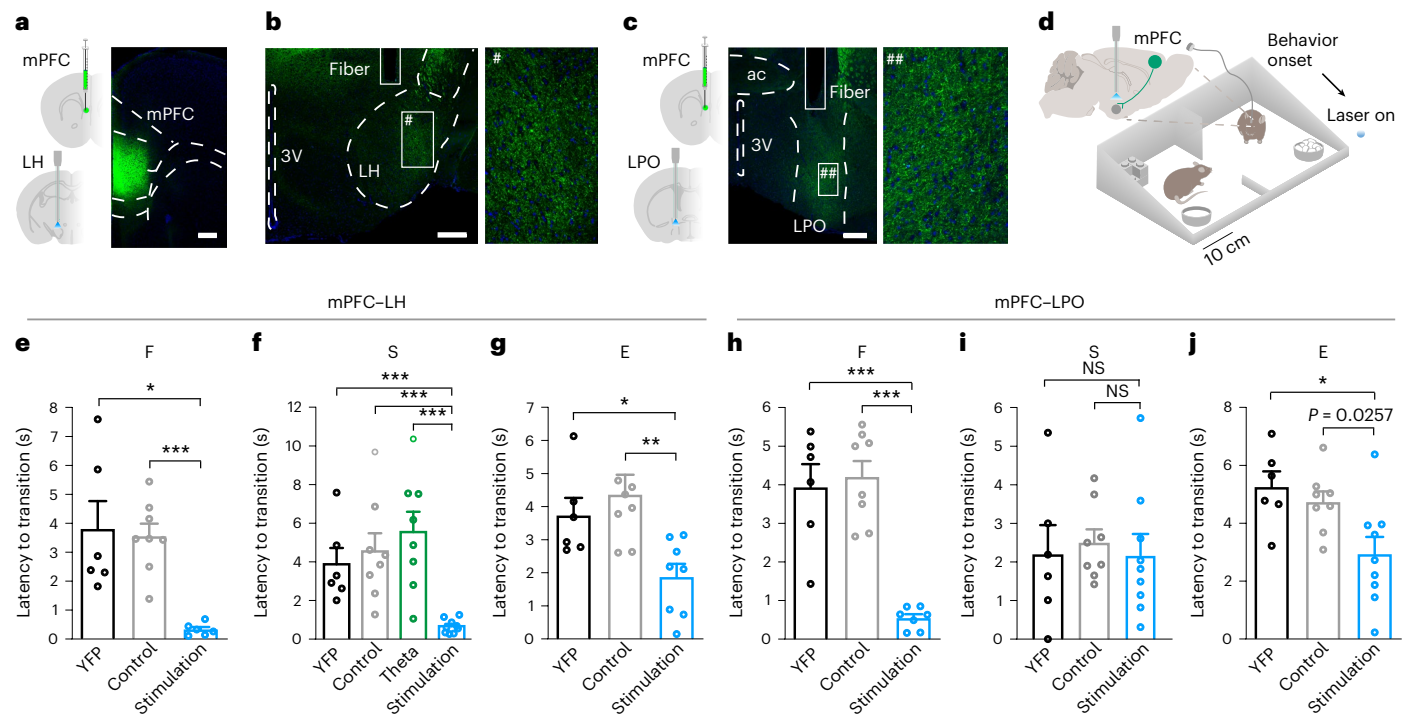 a
mPFC
LH
mPFC
b
Fiber
#
3V
LH
#
c
mPFC
LPO
ac
Fiber
3V
##
LPO
##
d
mPFC
Behavior
onset
Laser on
10 cm
mPFC–LH
mPFC–LPO
e
F
*
***
Latency to transition (s)
8
7
6
5
4
3
2
1
0
YFP
Control
Stimulation
f
S
***
***
***
Latency to transition (s)
12
10
8
6
4
2
0
YFP
Control
Theta
Stimulation
g
E
*
**
Latency to transition (s)
7
6
5
4
3
2
1
0
YFP
Control
Stimulation
h
F
***
***
Latency to transition (s)
6
5
4
3
2
1
0
YFP
Control
Stimulation
i
S
NS
NS
Latency to transition (s)
6
5
4
3
2
1
0
YFP
Control
Stimulation
j
E
*
P = 0.0257
Latency to transition (s)
8
6
4
2
0
YFP
Control
Stimulation